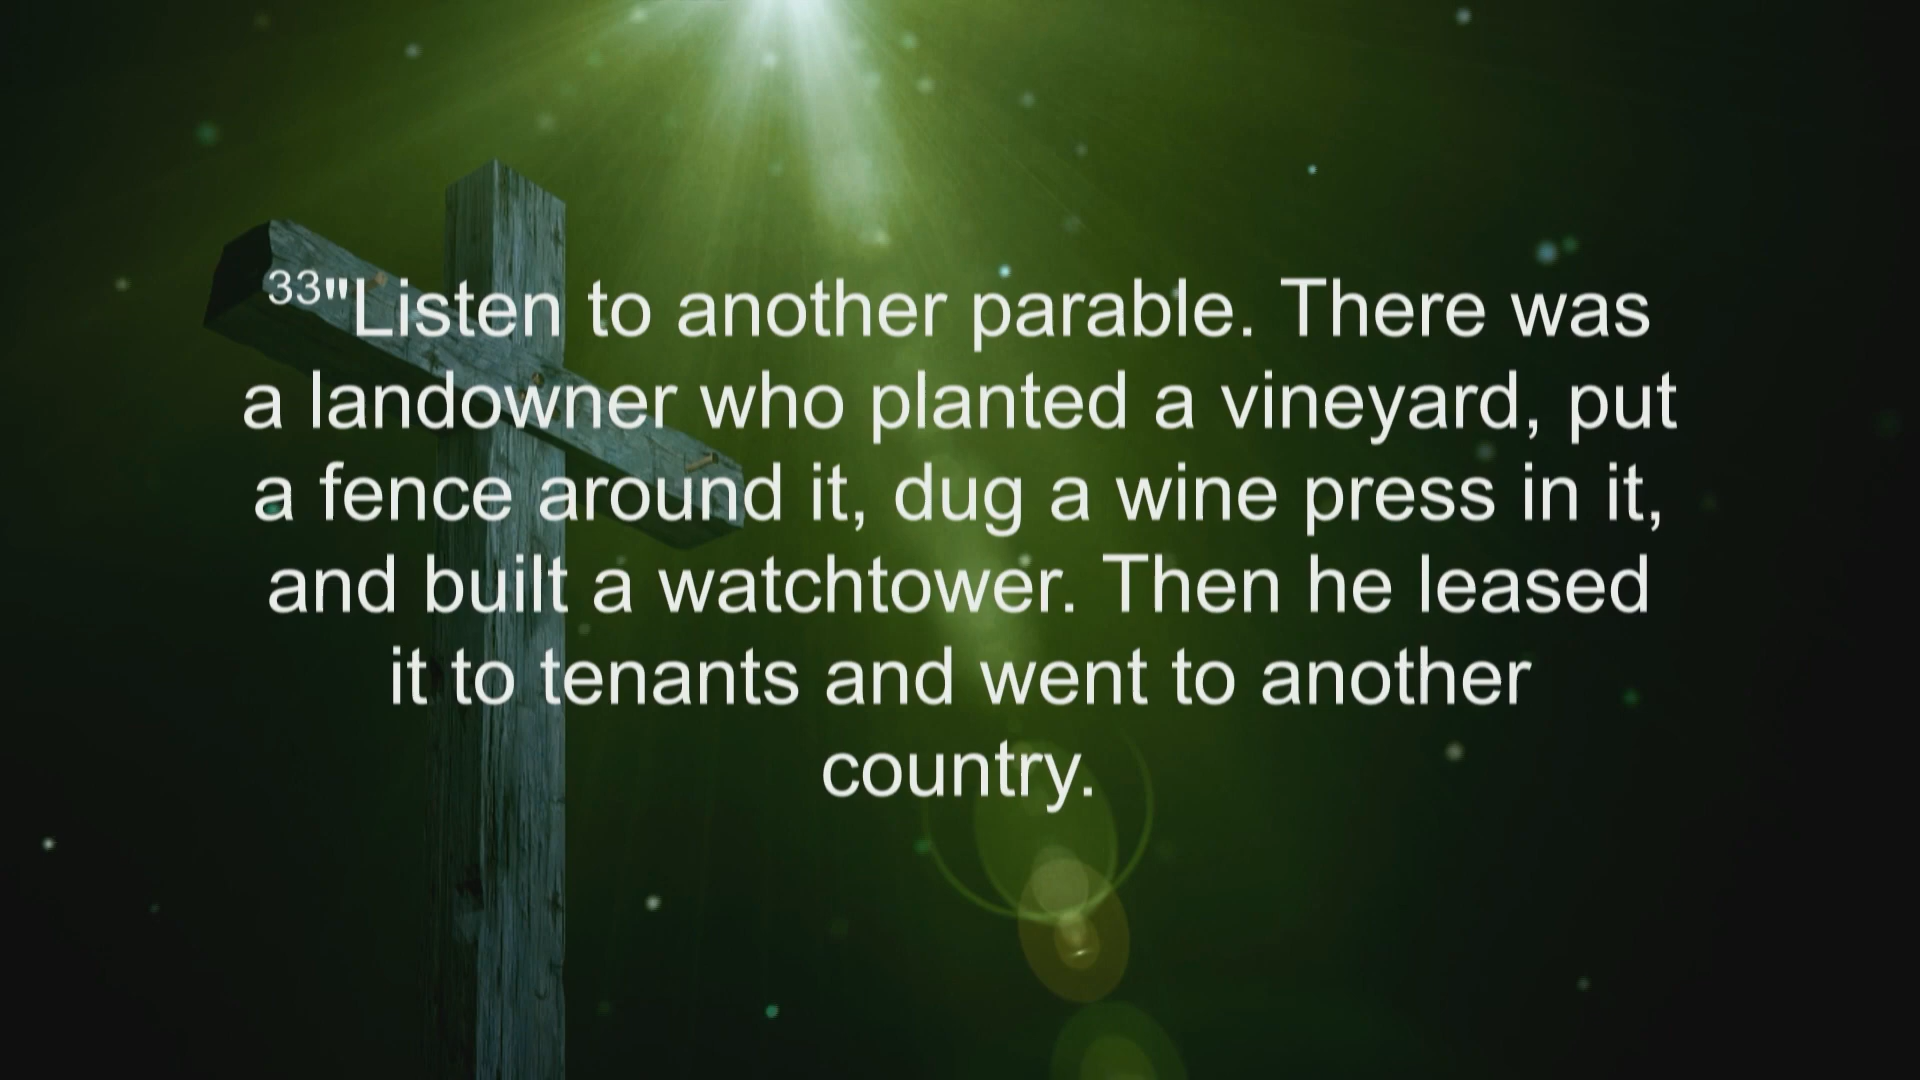 33"Listen to another parable. There was
a landowner who planted a vineyard, put
a fence around it, dug a wine press in it,
and built a watchtower. Then he leased
it to tenants and went to another
country.